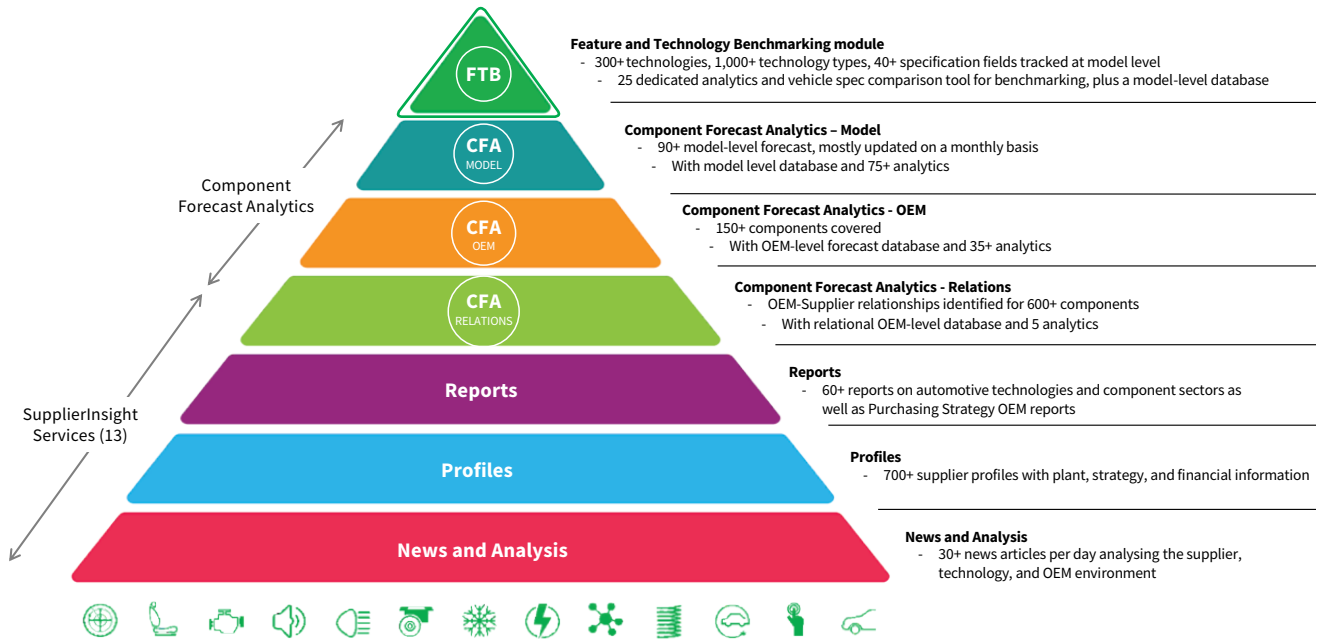 FTB
Feature and Technology Benchmarking module
- 300+ technologies, 1,000+ technology types, 40+ specification fields tracked at model level
- 25 dedicated analytics and vehicle spec comparison tool for benchmarking, plus a model-level database
CFA
MODEL
Component Forecast Analytics – Model
- 90+ model-level forecast, mostly updated on a monthly basis
- With model level database and 75+ analytics
Component
Forecast Analytics
CFA
OEM
Component Forecast Analytics - OEM
- 150+ components covered
- With OEM-level forecast database and 35+ analytics
CFA
RELATIONS
Component Forecast Analytics - Relations
- OEM-Supplier relationships identified for 600+ components
- With relational OEM-level database and 5 analytics
Reports
Reports
- 60+ reports on automotive technologies and component sectors as
well as Purchasing Strategy OEM reports
SupplierInsight
Services (13)
Profiles
Profiles
- 700+ supplier profiles with plant, strategy, and financial information
News and Analysis
News and Analysis
- 30+ news articles per day analysing the supplier,
technology, and OEM environment